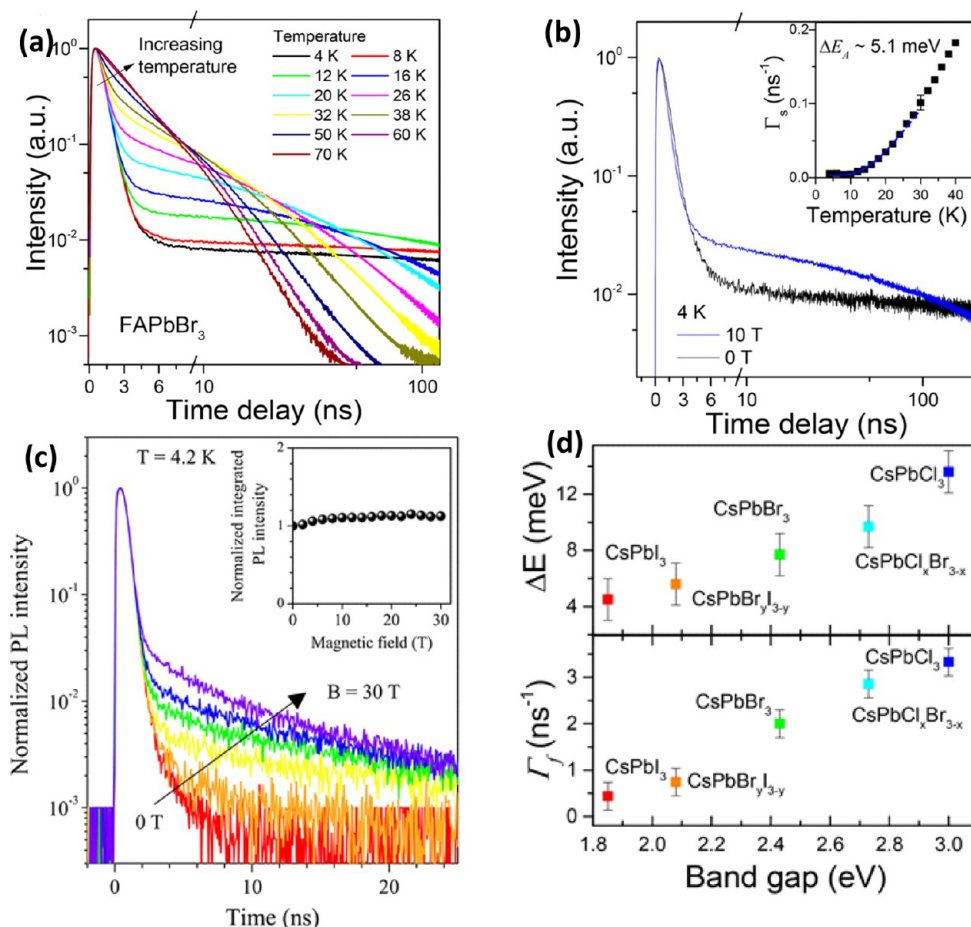 (a)
Intensity (a.u.)
10⁰
10⁻¹
10⁻²
10⁻³
Increasing
temperature
Temperature
4 K 8 K
12 K 16 K
20 K 26 K
32 K 38 K
50 K 60 K
70 K
FAPbBr₃
0 3 6 10 100
Time delay (ns)
(b)
Intensity (a.u.)
10⁰
10⁻¹
10⁻²
ΔE_A ~ 5.1 meV
Γₛ (ns⁻¹)
0.2
0.1
0.0
0 10 20 30 40
Temperature (K)
4 K
10 T
0 T
0 3 6 10 100
Time delay (ns)
(c)
Normalized PL intensity
10⁰
10⁻¹
10⁻²
10⁻³
T = 4.2 K
Normalized integrated
PL intensity
2
1
0
0 10 20 30
Magnetic field (T)
B = 30 T
0 T
0 10 20
Time (ns)
(d)
ΔE (meV)
12
8
4
CsPbI₃
CsPbBr_yI₃₋y
CsPbBr₃
CsPbClₓBr₃₋ₓ
CsPbCl₃
Γ_f (ns⁻¹)
3
2
1
0
CsPbI₃
CsPbBr_yI₃₋y
CsPbBr₃
CsPbClₓBr₃₋ₓ
CsPbCl₃
1.8 2.0 2.2 2.4 2.6 2.8 3.0
Band gap (eV)